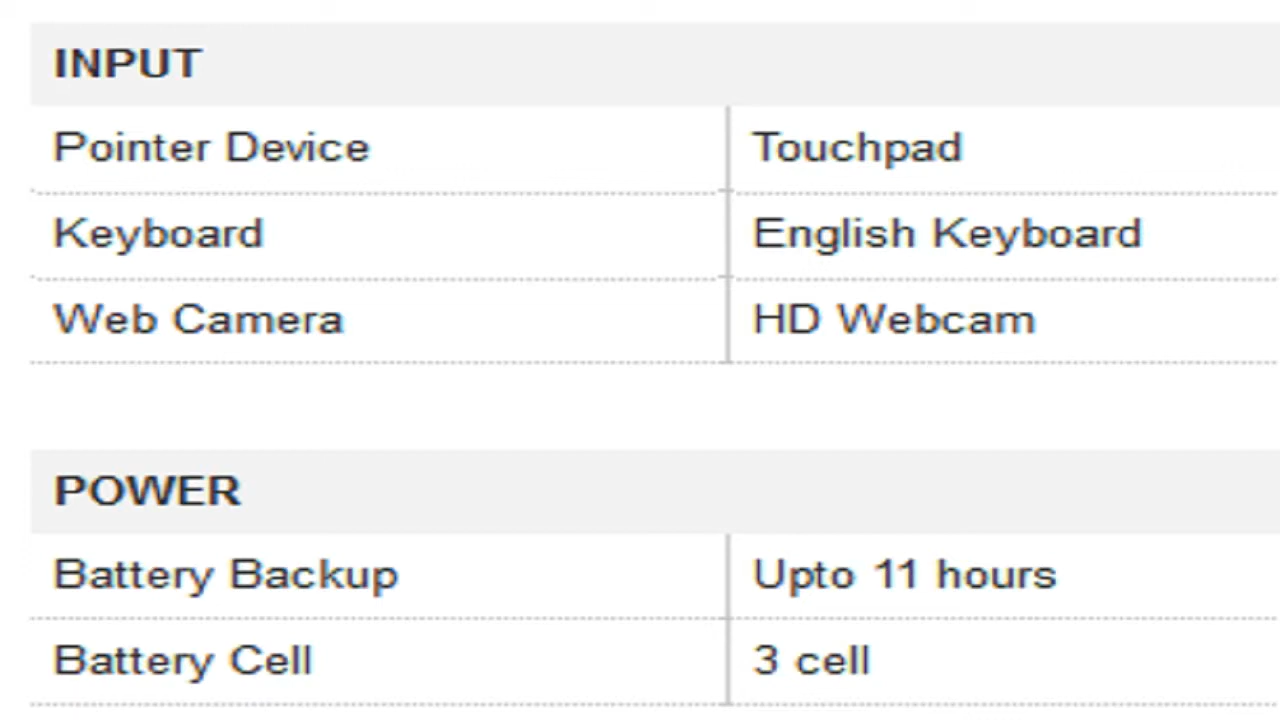 INPUT
Pointer Device Touchpad
Keyboard English Keyboard
Web Camera HD Webcam
POWER
Battery Backup Upto 11 hours
Battery Cell 3 cell